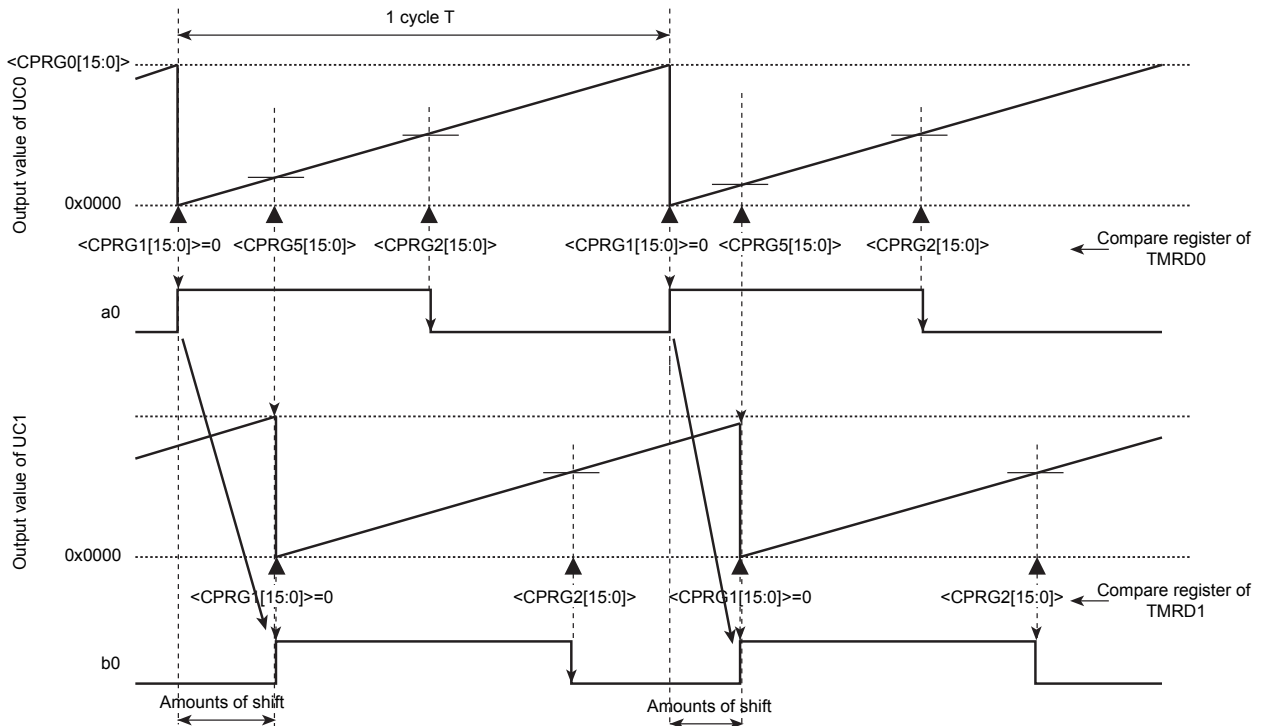 1 cycle T
<CPRG0[15:0]>
Output value of UC0
0x0000
<CPRG1[15:0]>=0
<CPRG5[15:0]>
<CPRG2[15:0]>
<CPRG1[15:0]>=0
<CPRG5[15:0]>
<CPRG2[15:0]>
Compare register of
TMRD0
a0
Output value of UC1
0x0000
<CPRG1[15:0]>=0
<CPRG2[15:0]>
<CPRG1[15:0]>=0
<CPRG2[15:0]>
Compare register of
TMRD1
b0
Amounts of shift
Amounts of shift